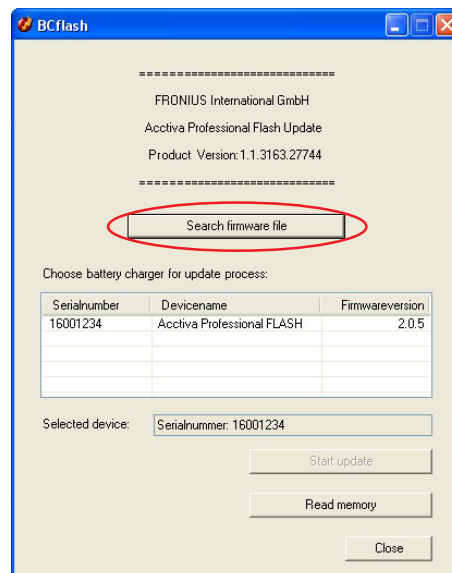 BCflash
==============================
FRONIUS International GmbH
Acctiva Professional Flash Update
Product Version:1.1.3163.27744
==============================
Search firmware file
Choose battery charger for update process:
Serialnumber Devicename Firmwareversion
16001234 Acctiva Professional FLASH 2.0.5
Selected device: Serialnummer: 16001234
Start update
Read memory
Close